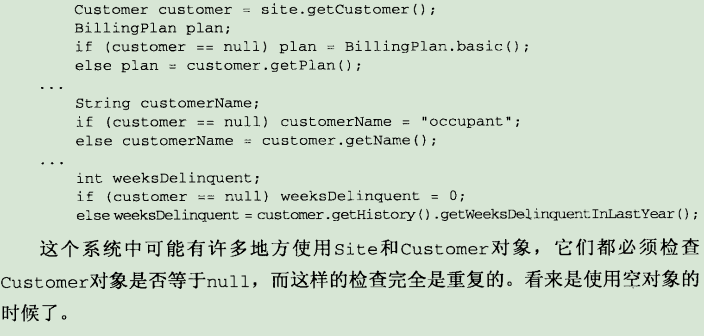 Customer customer = site.getCustomer();
BillingPlan plan;
if (customer == null) plan = BillingPlan.basic();
else plan = customer.getPlan();
...
String customerName;
if (customer == null) customerName = "occupant";
else customerName = customer.getName();
...
int weeksDelinquent;
if (customer == null) weeksDelinquent = 0;
else weeksDelinquent = customer.getHistory().getWeeksDelinquentInLastYear();
这个系统中可能有许多地方使用Site和Customer对象，它们都必须检查
Customer对象是否等于null，而这样的检查完全是重复的。看来是使用空对象的
时候了。